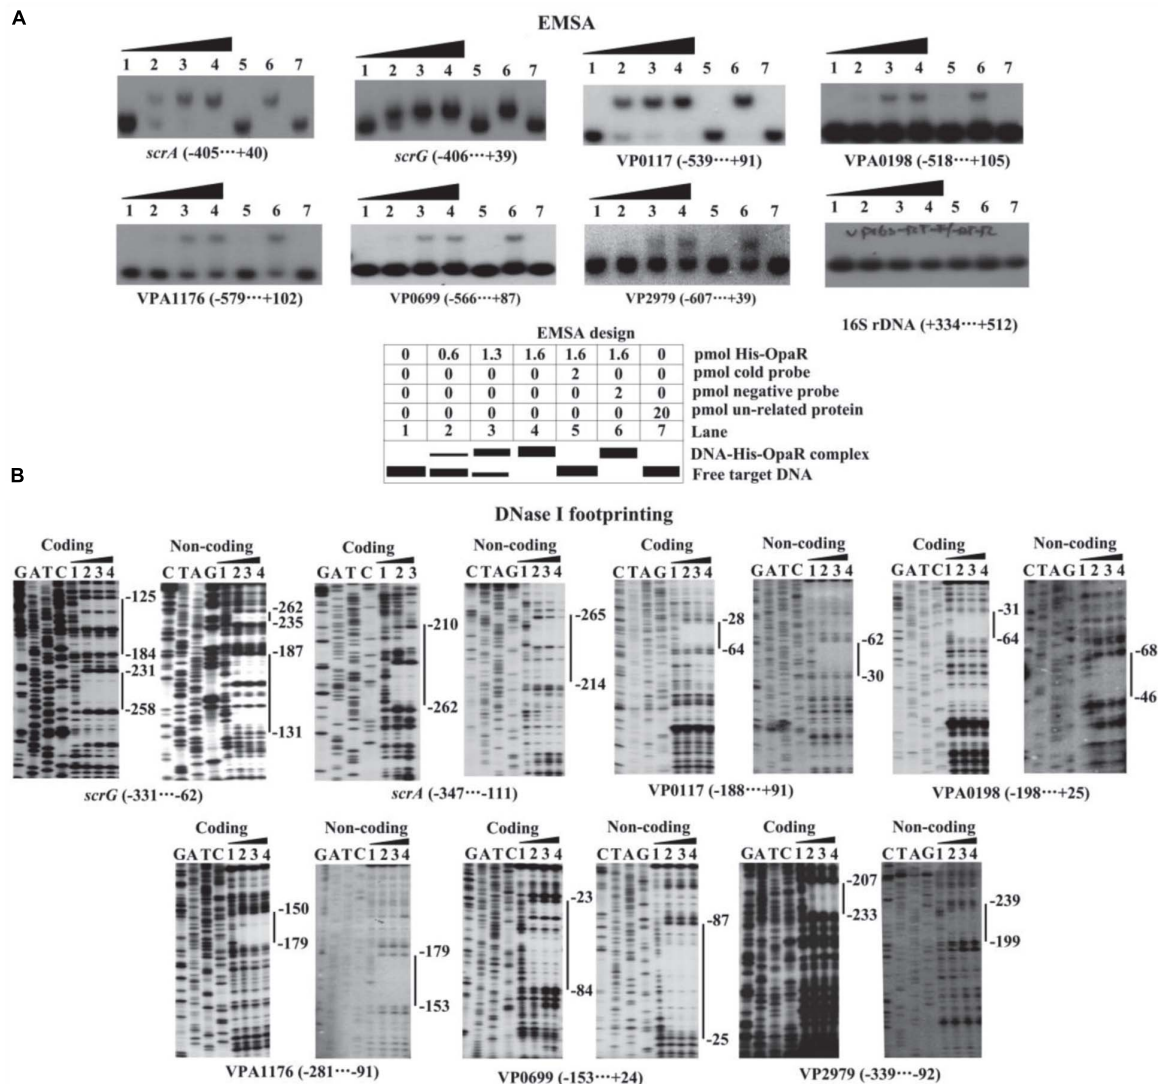 A
EMSA
1 2 3 4 5 6 7
1 2 3 4 5 6 7
1 2 3 4 5 6 7
1 2 3 4 5 6 7
scrA (-405···+40)
scrG (-406···+39)
VP0117 (-539···+91)
VPA0198 (-518···+105)
1 2 3 4 5 6 7
1 2 3 4 5 6 7
1 2 3 4 5 6 7
1 2 3 4 5 6 7
VPA1176 (-579···+102)
VP0699 (-566···+87)
VP2979 (-607···+39)
16S rDNA (+334···+512)
EMSA design
0 0.6 1.3 1.6 1.6 1.6 0 pmol His-OpaR
0 0 0 0 2 0 0 pmol cold probe
0 0 0 0 0 2 0 pmol negative probe
0 0 0 0 0 0 20 pmol un-related protein
1 2 3 4 5 6 7 Lane
DNA-His-OpaR complex
Free target DNA
B
DNase I footprinting
Coding
Non-coding
Coding
Non-coding
Coding
Non-coding
Coding
Non-coding
G A T C 1 2 3 4
C T A G 1 2 3 4
G A T C 1 2 3
C T A G 1 2 3 4
C T A G 1 2 3 4
G A T C 1 2 3 4
G A T C 1 2 3 4
C T A G 1 2 3 4
-125
-184
-231
-258
-262
-235
-187
-131
-210
-262
-265
-214
-28
-64
-62
-30
-31
-64
-68
-46
scrG (-331···-62)
scrA (-347···-111)
VP0117 (-188···+91)
VPA0198 (-198···+25)
Coding
Non-coding
Coding
Non-coding
Coding
Non-coding
G A T C 1 2 3 4
G A T C 1 2 3 4
G A T C 1 2 3 4
C T A G 1 2 3 4
G A T C 1 2 3 4
C T A G 1 2 3 4
-150
-179
-179
-153
-23
-84
-87
-25
-207
-233
-239
-199
VPA1176 (-281···-91)
VP0699 (-153···+24)
VP2979 (-339···-92)